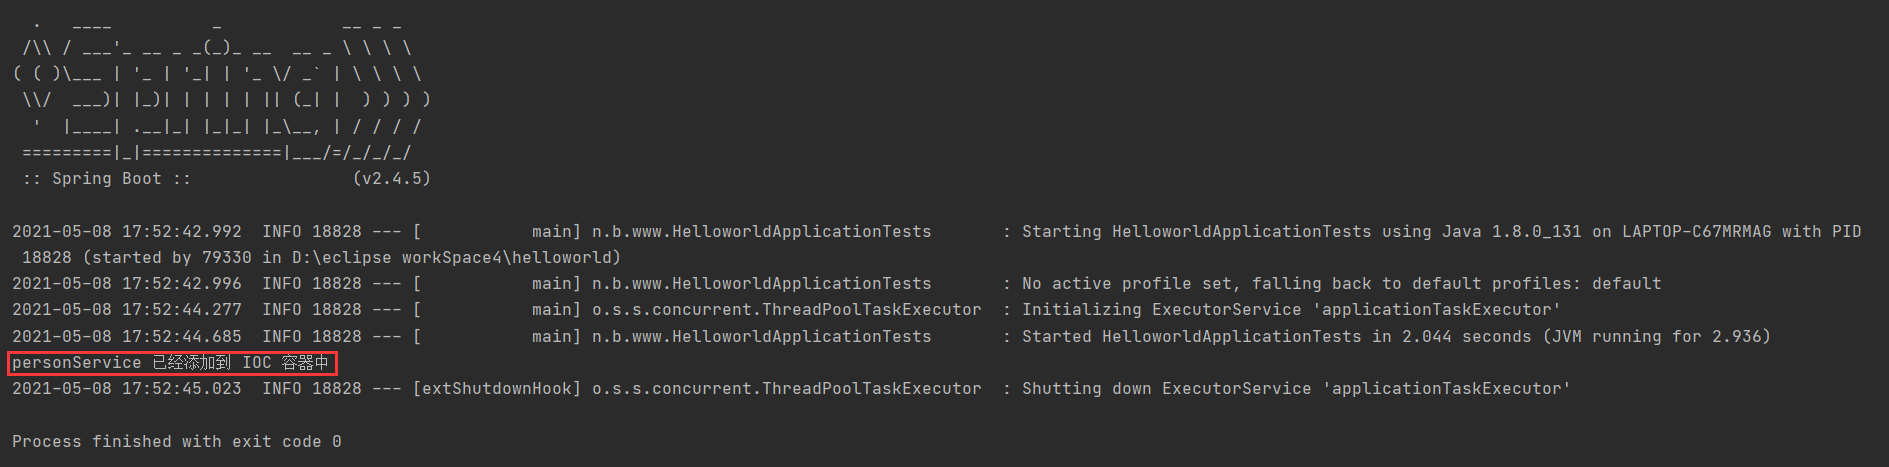 .   ____          _            __ _ _
 /\\ / ___'_ __ _ _(_)_ __  __ _ \ \ \ \
( ( )\___ | '_ | '_| | '_ \/ _` | \ \ \ \
 \\/  ___)| |_)| | | | | || (_| |  ) ) ) )
  '  |____| .__|_| |_|_| |_\__, | / / / /
 =========|_|==============|___/=/_/_/_/
 :: Spring Boot ::                (v2.4.5)
2021-05-08 17:52:42.992  INFO 18828 --- [           main] n.b.www.HelloworldApplicationTests       : Starting HelloworldApplicationTests using Java 1.8.0_131 on LAPTOP-C67MRMAG with PID
 18828 (started by 79330 in D:\eclipse workSpace4\helloworld)
2021-05-08 17:52:42.996  INFO 18828 --- [           main] n.b.www.HelloworldApplicationTests       : No active profile set, falling back to default profiles: default
2021-05-08 17:52:44.277  INFO 18828 --- [           main] o.s.s.concurrent.ThreadPoolTaskExecutor  : Initializing ExecutorService 'applicationTaskExecutor'
2021-05-08 17:52:44.685  INFO 18828 --- [           main] n.b.www.HelloworldApplicationTests       : Started HelloworldApplicationTests in 2.044 seconds (JVM running for 2.936)
personService 已经添加到 IOC 容器中
2021-05-08 17:52:45.023  INFO 18828 --- [extShutdownHook] o.s.s.concurrent.ThreadPoolTaskExecutor  : Shutting down ExecutorService 'applicationTaskExecutor'
Process finished with exit code 0